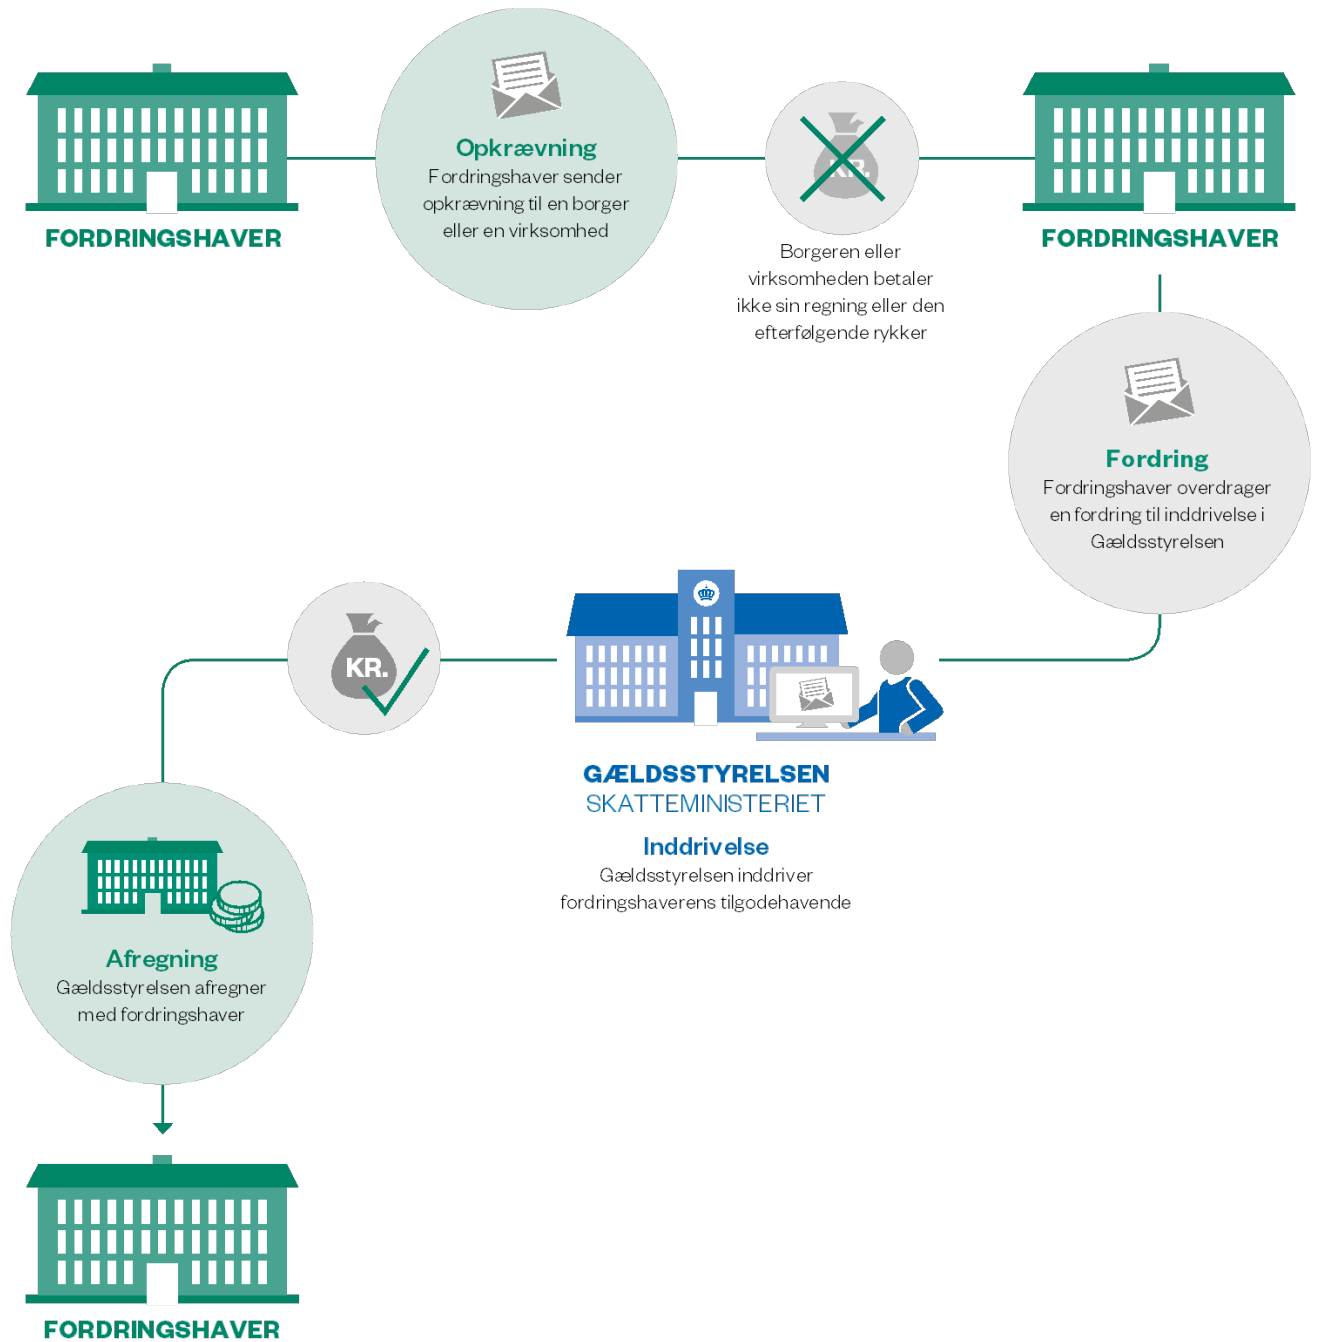 FORDRINGSHAVER
Opkrævning
Fordringshaver sender
opkrævning til en borger
eller en virksomhed
KR.
Borgeren eller
virksomheden betaler
ikke sin regning eller den
efterfølgende rykker
FORDRINGSHAVER
Fordring
Fordringshaver overdrager
en fordring til inddrivelse i
Gældsstyrelsen
GÆLDSSTYRELSEN
SKATTEMINISTERIET
Inddrivelse
Gældsstyrelsen inddriver
fordringshaverens tilgodehavende
KR.
Afregning
Gældsstyrelsen afregner
med fordringshaver
FORDRINGSHAVER